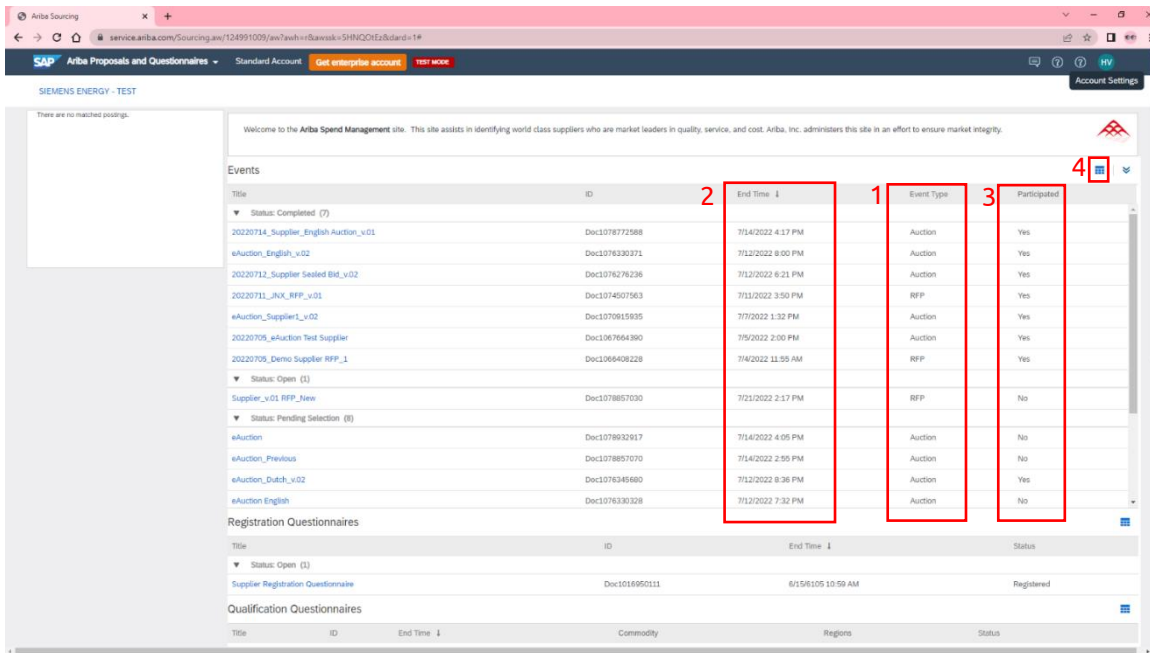 Ariba Sourcing
service.ariba.com/Sourcing.aw/124991009/aw?awh=r&awssk=SHNQOtEz&dard=1#
SAP Ariba Proposals and Questionnaires Standard Account Get enterprise account TEST MODE HV
Account Settings
SIEMENS ENERGY - TEST
There are no matched postings.
Welcome to the Ariba Spend Management site. This site assists in identifying world class suppliers who are market leaders in quality, service, and cost. Ariba, Inc. administers this site in an effort to ensure market integrity.
Events 4
Title ID 2 End Time ↓ 1 Event Type 3 Participated
▼ Status: Completed (7)
20220714_Supplier_English Auction_v.01 Doc1078772588 7/14/2022 4:17 PM Auction Yes
eAuction_English_v.02 Doc1076330371 7/12/2022 8:00 PM Auction Yes
20220712_Supplier Sealed Bid_v.02 Doc1076276236 7/12/2022 6:21 PM Auction Yes
20220711_JNX_RFP_v.01 Doc1074507563 7/11/2022 3:50 PM RFP Yes
eAuction_Supplier1_v.02 Doc1070915935 7/7/2022 1:32 PM Auction Yes
20220705_eAuction Test Supplier Doc1067664390 7/5/2022 2:00 PM Auction Yes
20220705_Demo Supplier RFP_1 Doc1066408228 7/4/2022 11:55 AM RFP Yes
▼ Status: Open (1)
Supplier_v.01 RFP_New Doc1078857030 7/21/2022 2:17 PM RFP No
▼ Status: Pending Selection (8)
eAuction Doc1078932917 7/14/2022 4:05 PM Auction No
eAuction_Previous Doc1078857070 7/14/2022 2:55 PM Auction No
eAuction_Dutch_v.02 Doc1076345680 7/12/2022 8:36 PM Auction Yes
eAuction English Doc1076330328 7/12/2022 7:32 PM Auction No
Registration Questionnaires
Title ID End Time ↓ Status
▼ Status: Open (1)
Supplier Registration Questionnaire Doc1016950111 6/15/6105 10:59 AM Registered
Qualification Questionnaires
Title ID End Time ↓ Commodity Regions Status